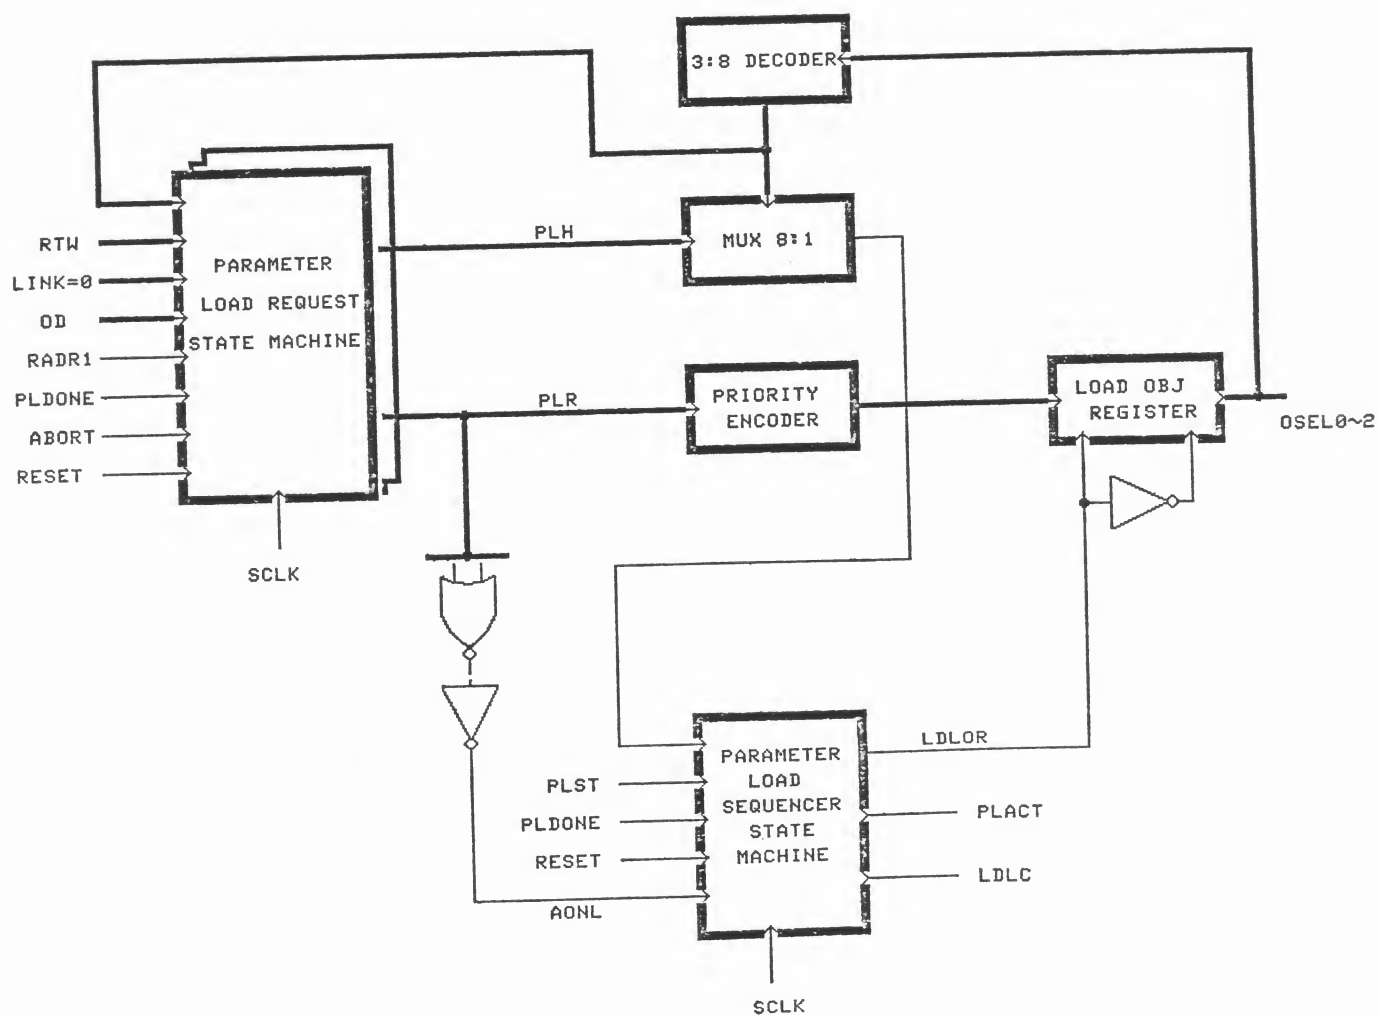 3:8 DECODER
RTW
LINK=0
OD
RADR1
PLDONE
ABORT
RESET
PARAMETER
LOAD REQUEST
STATE MACHINE
SCLK
PLH
MUX 8:1
PLR
PRIORITY
ENCODER
LOAD OBJ
REGISTER
OSEL0~2
PLST
PLDONE
RESET
AONL
PARAMETER
LOAD
SEQUENCER
STATE
MACHINE
LDLOR
PLACT
LDLC
SCLK